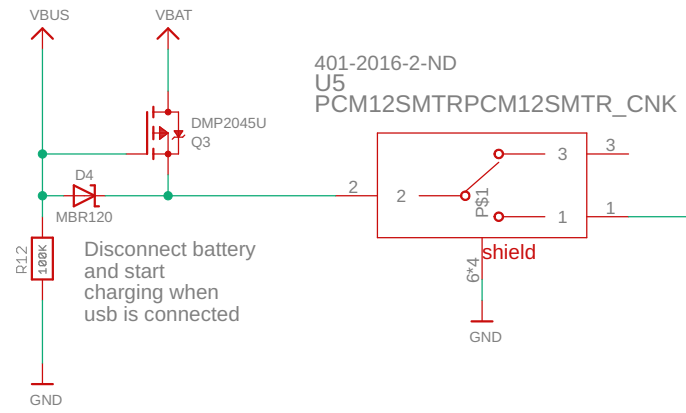 VBUS
VBAT
401-2016-2-ND
U5
PCM12SMTRPCM12SMTR_CNK
DMP2045U
Q3
3
3
D4
2
2
P$1
MBR120
1
1
R12
100K
Disconnect battery
and start
charging when
usb is connected
shield
6*4
GND
GND